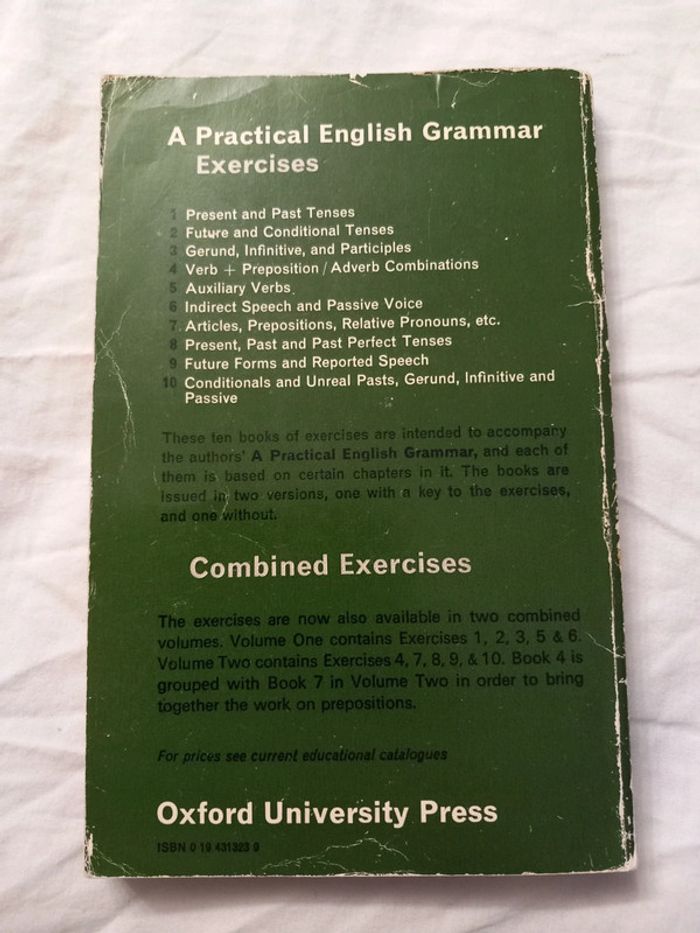 A Practical English Grammar
Exercises
1 Present and Past Tenses
2 Future and Conditional Tenses
3 Gerund, Infinitive, and Participles
4 Verb + Preposition / Adverb Combinations
5 Auxiliary Verbs
6 Indirect Speech and Passive Voice
7 Articles, Prepositions, Relative Pronouns, etc.
8 Present, Past and Past Perfect Tenses
9 Future Forms and Reported Speech
10 Conditionals and Unreal Pasts, Gerund, Infinitive and
Passive
These ten books of exercises are intended to accompany
the authors' A Practical English Grammar, and each of
them is based on certain chapters in it. The books are
issued in two versions, one with a key to the exercises,
and one without.
Combined Exercises
The exercises are now also available in two combined
volumes. Volume One contains Exercises 1, 2, 3, 5 & 6.
Volume Two contains Exercises 4, 7, 8, 9, & 10. Book 4 is
grouped with Book 7 in Volume Two in order to bring
together the work on prepositions.
For prices see current educational catalogues
Oxford University Press
ISBN 0 19 431323 9